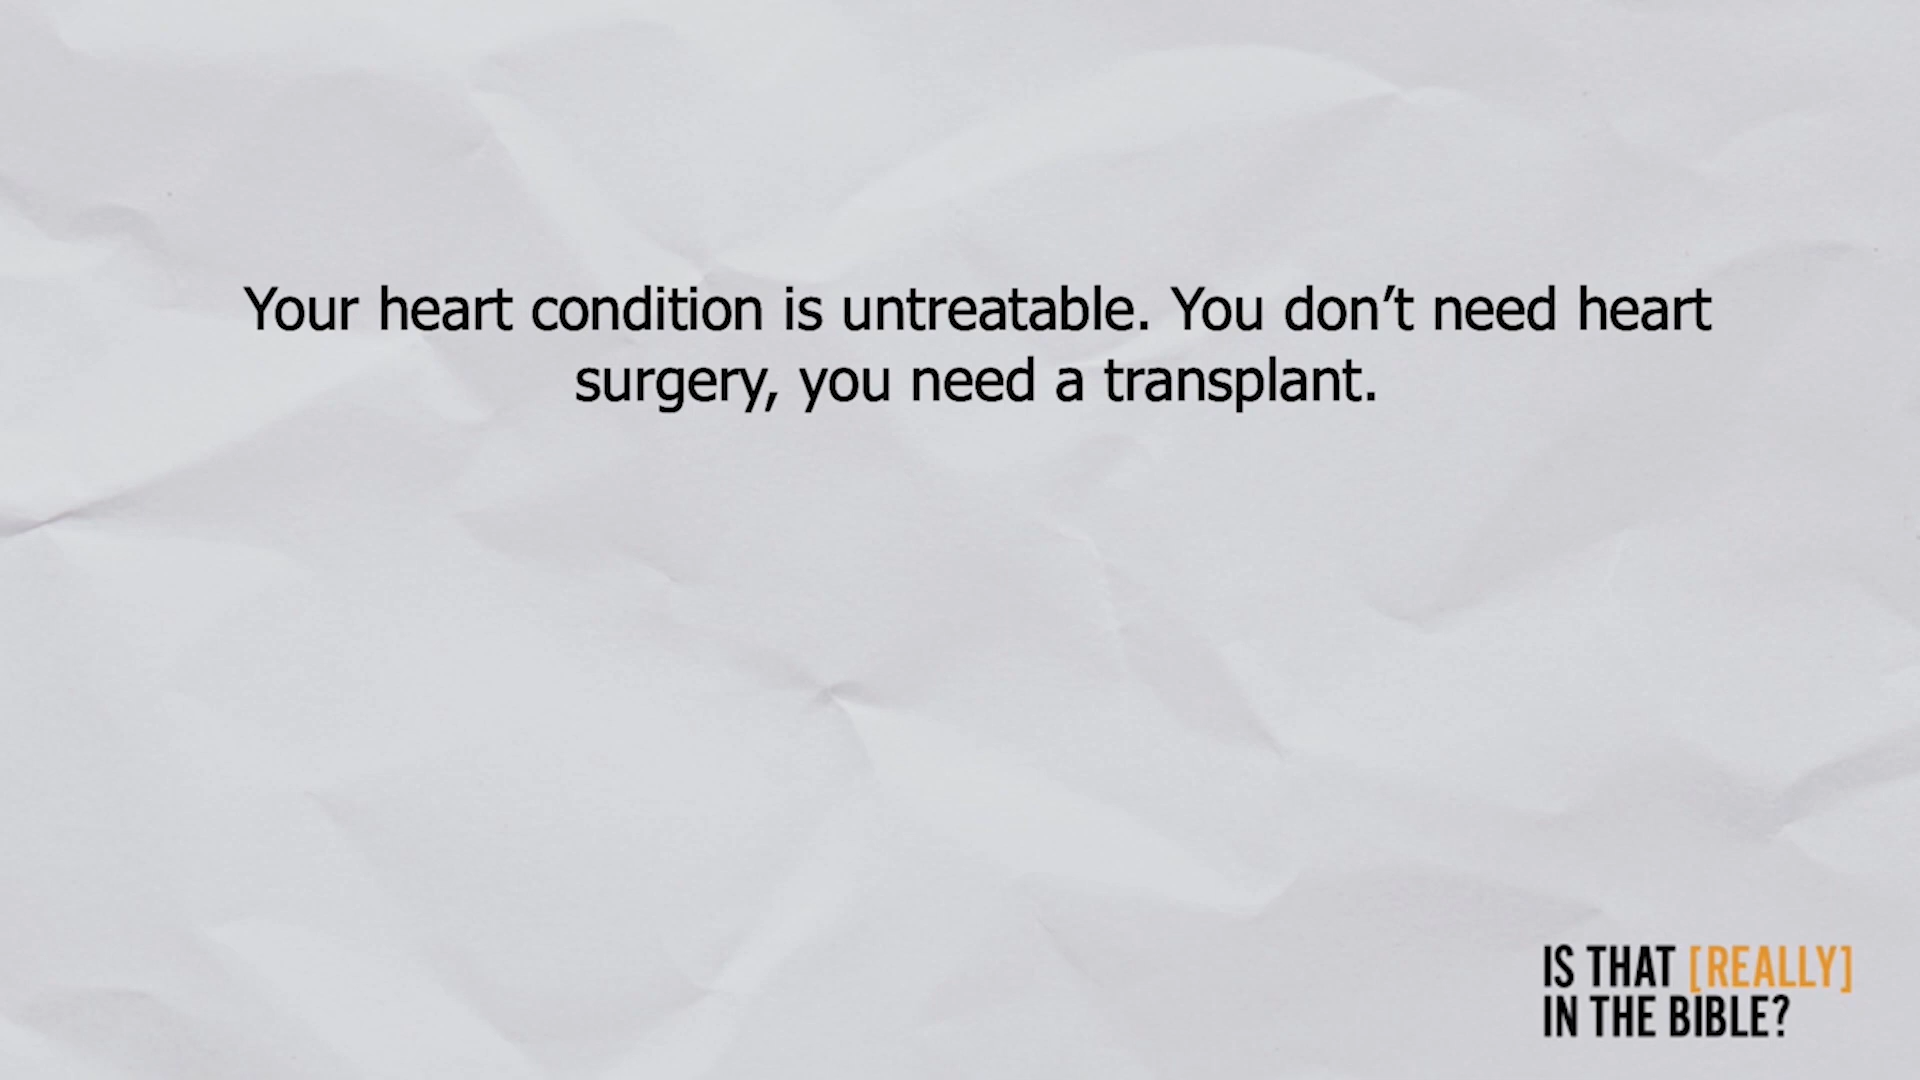 Your heart condition is untreatable. You don’t need heart
surgery, you need a transplant.
IS THAT [REALLY]
IN THE BIBLE?